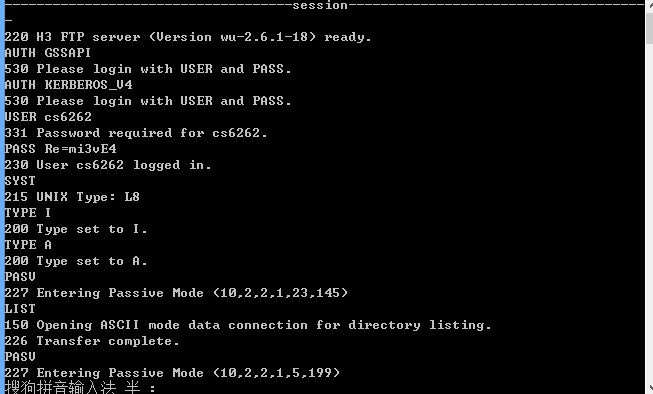 -----------------------------------session-------------------------------------
220 H3 FTP server (Version wu-2.6.1-18) ready.
AUTH GSSAPI
530 Please login with USER and PASS.
AUTH KERBEROS_V4
530 Please login with USER and PASS.
USER cs6262
331 Password required for cs6262.
PASS Re=mi3vE4
230 User cs6262 logged in.
SYST
215 UNIX Type: L8
TYPE I
200 Type set to I.
TYPE A
200 Type set to A.
PASV
227 Entering Passive Mode (10,2,2,1,23,145)
LIST
150 Opening ASCII mode data connection for directory listing.
226 Transfer complete.
PASV
227 Entering Passive Mode (10,2,2,1,5,199)
搜狗拼音输入法 半 :